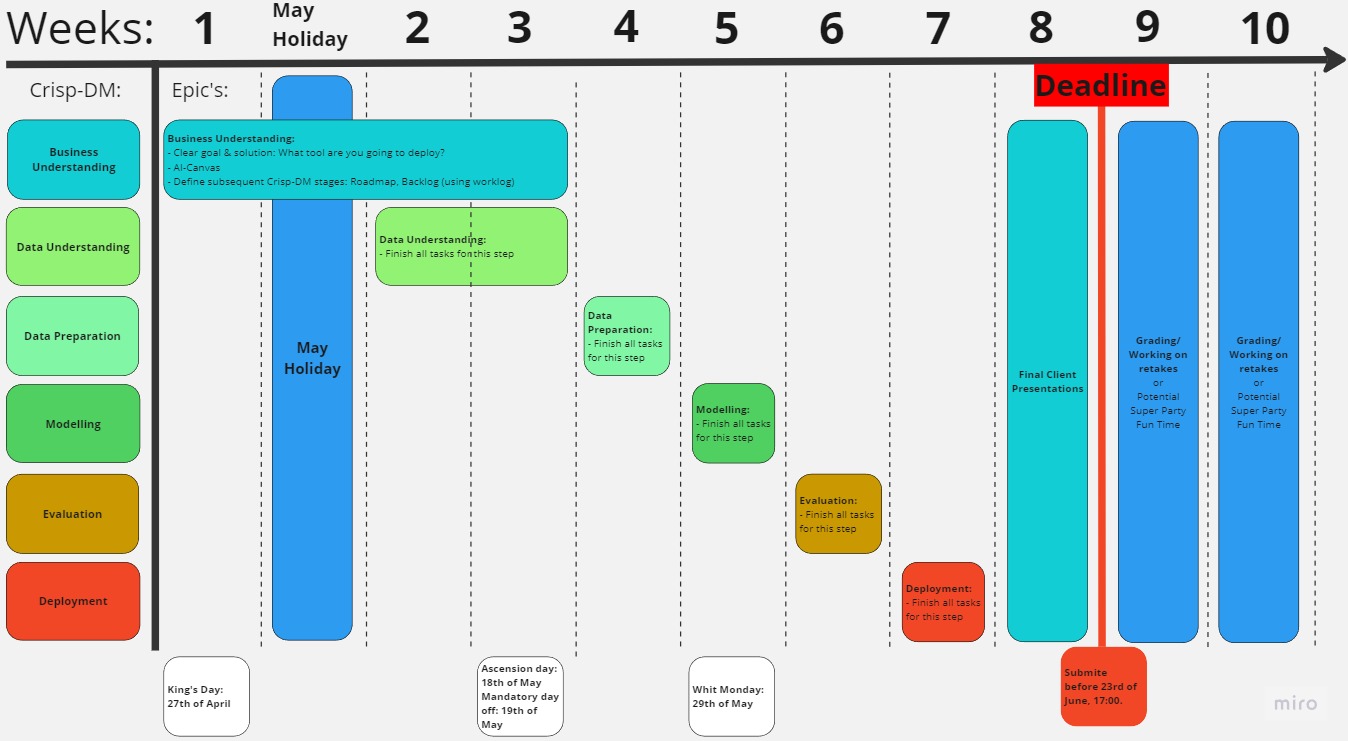 Weeks:
1
May
Holiday
2
3
4
5
6
7
8
9
10
Deadline
Crisp-DM:
Epic's:
Business
Understanding
Business Understanding:
- Clear goal & solution: What tool are you going to deploy?
- AI-Canvas
- Define subsequent Crisp-DM stages: Roadmap, Backlog (using worklog)
Data Understanding
Data Understanding:
- Finish all tasks for this step
Data Preparation
Data
Preparation:
- Finish all tasks
for this step
May
Holiday
Modelling
Modelling:
- Finish all tasks
for this step
Evaluation
Evaluation:
- Finish all tasks
for this step
Deployment
Deployment:
- Finish all tasks
for this step
Final Client
Presentations
Grading/
Working on
retakes
or
Potential
Super Party
Fun Time
Grading/
Working on
retakes
or
Potential
Super Party
Fun Time
King's Day:
27th of April
Ascension day:
18th of May
Mandatory day
off: 19th of
May
Whit Monday:
29th of May
Submite
before 23rd of
June, 17:00.
miro